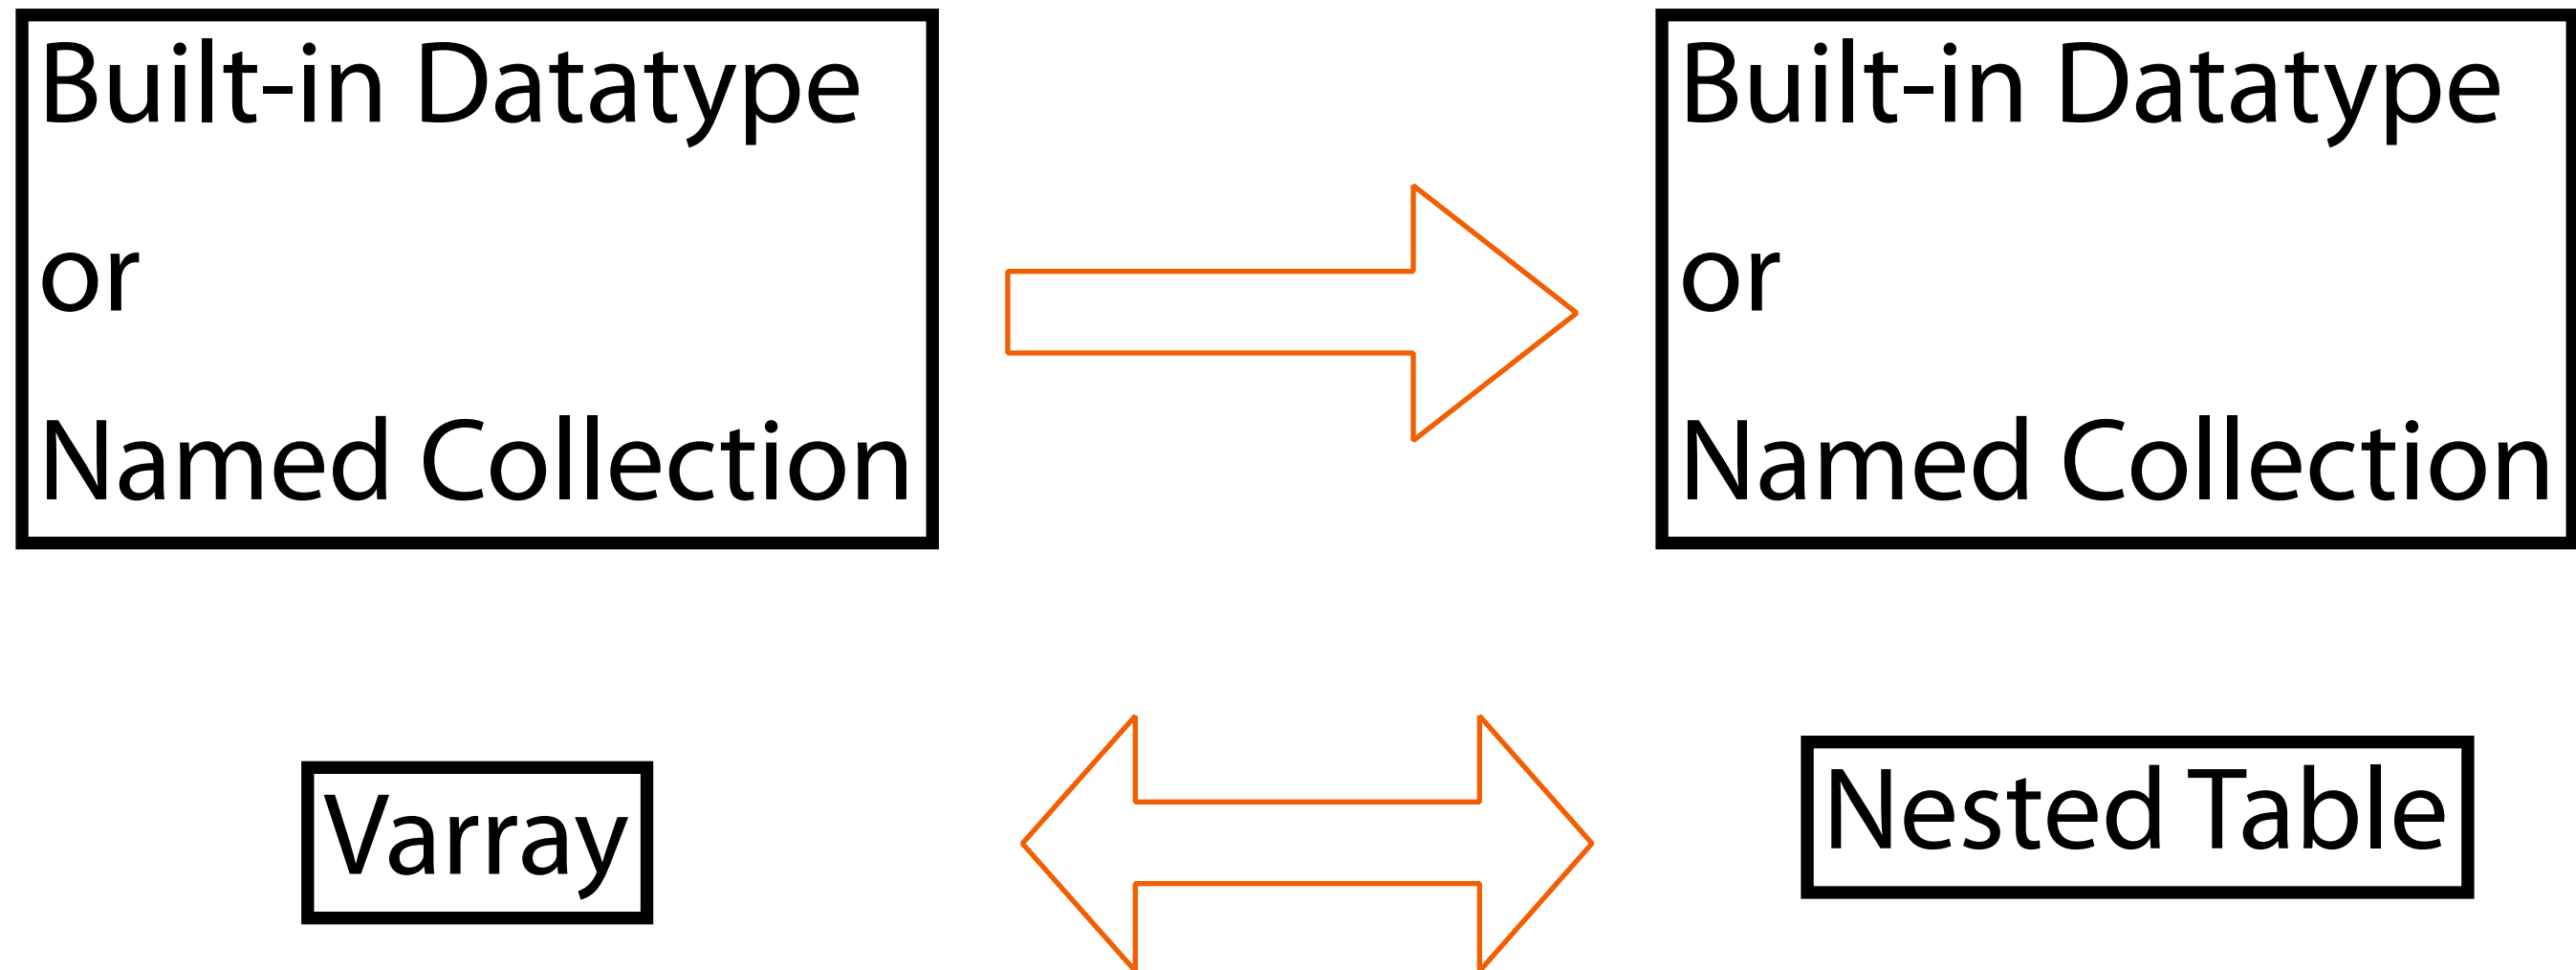 Built-in Datatype
or
Named Collection
Built-in Datatype
or
Named Collection
Varray
Nested Table